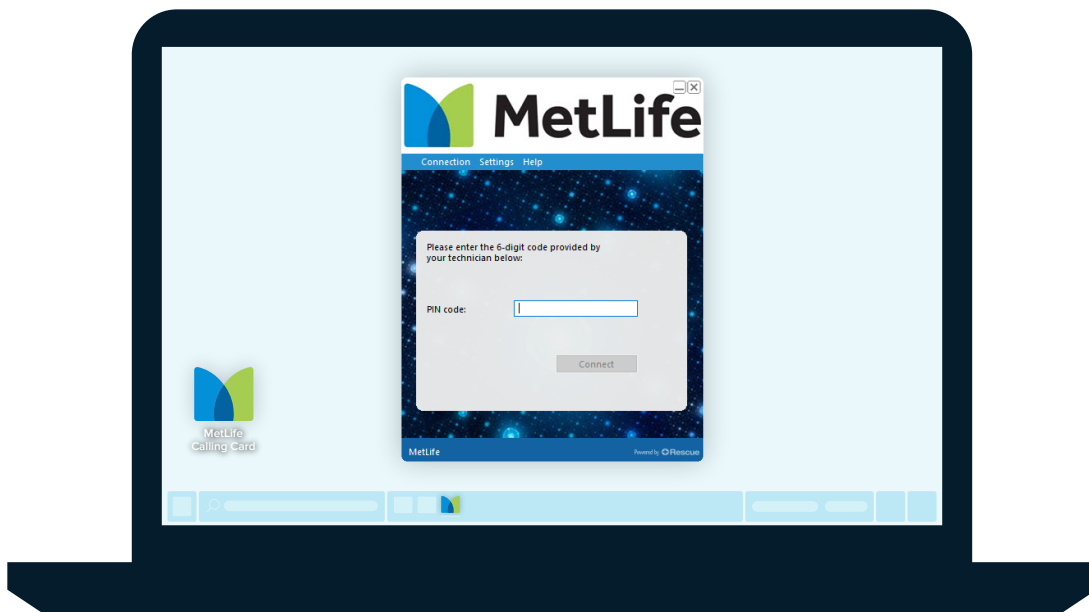 MetLife
Connection Settings Help
Please enter the 6-digit code provided by
your technician below:
PIN code:
Connect
MetLife
Calling Card
MetLife
Powered by Rescue